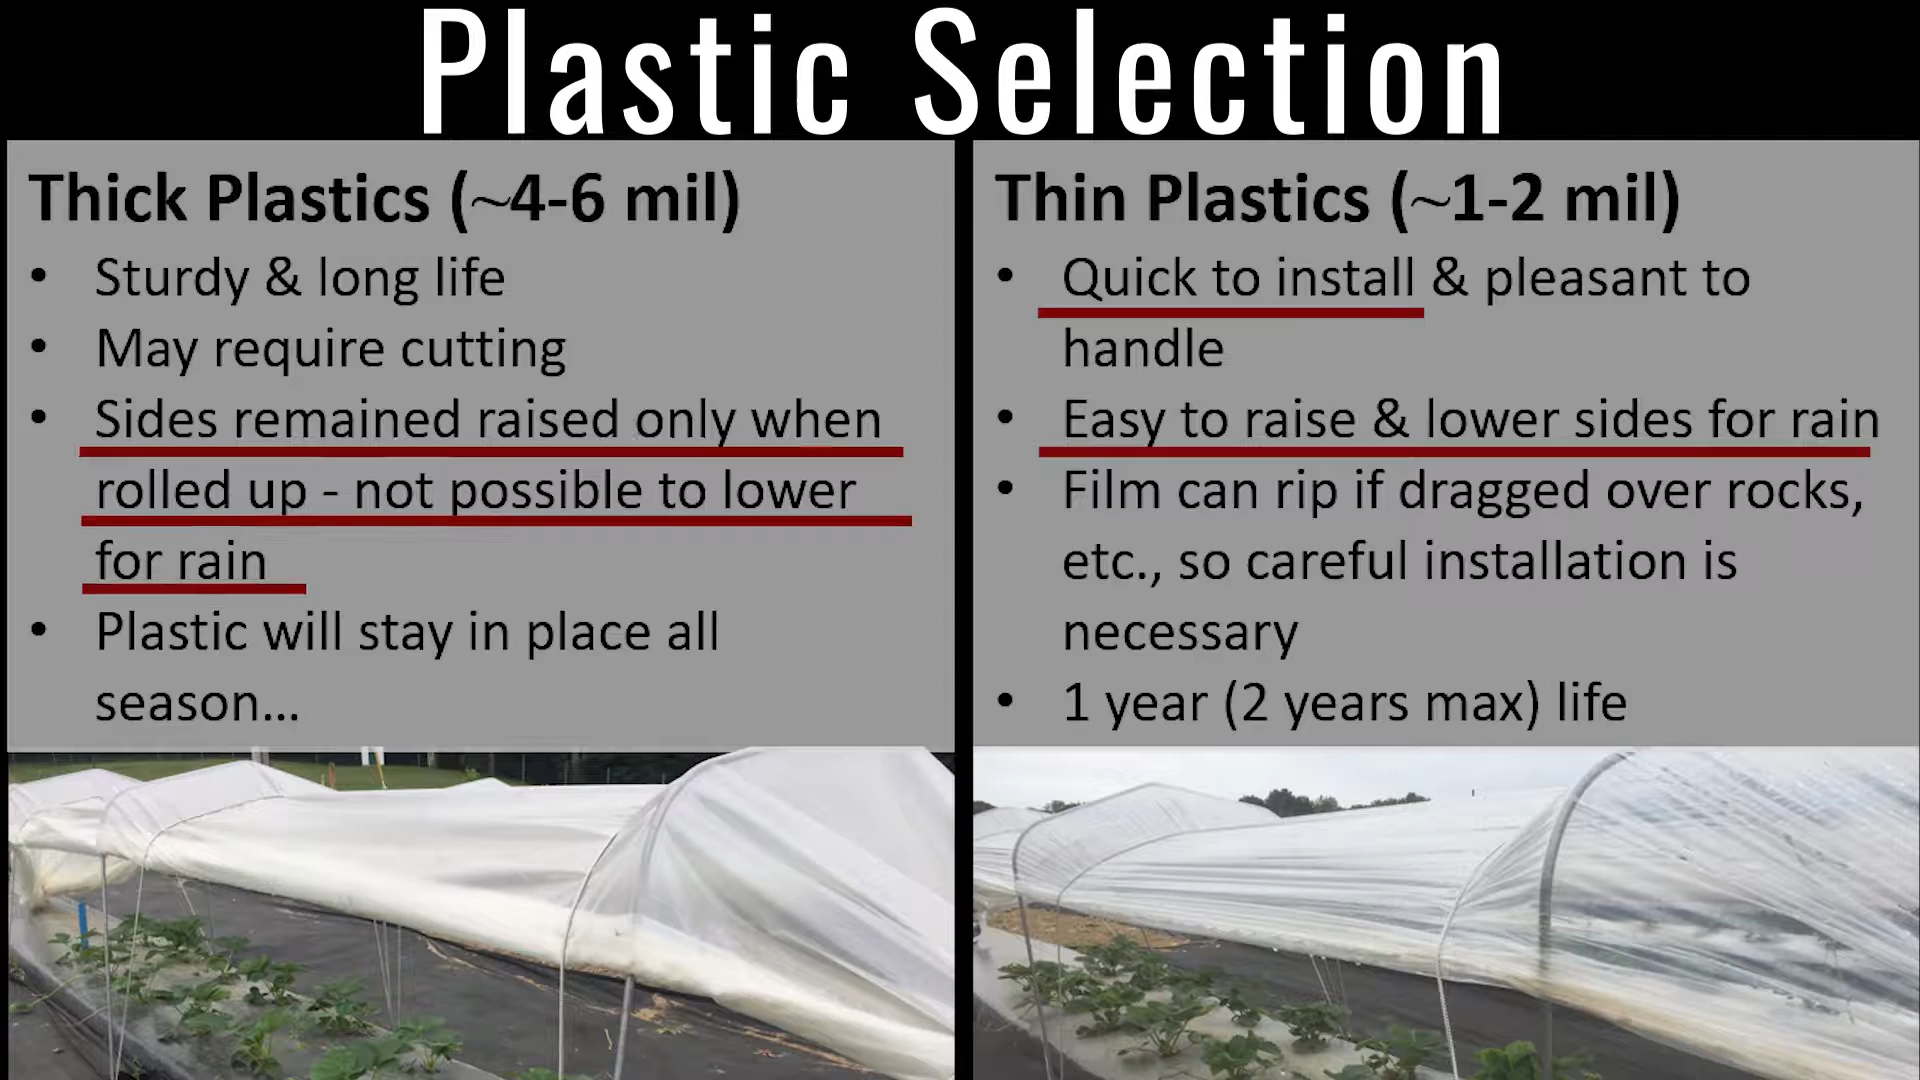 Plastic Selection
Thick Plastics (~4-6 mil)
• Sturdy & long life
• May require cutting
• Sides remained raised only when
rolled up - not possible to lower
for rain
• Plastic will stay in place all
season...
Thin Plastics (~1-2 mil)
• Quick to install & pleasant to
handle
• Easy to raise & lower sides for rain
• Film can rip if dragged over rocks,
etc., so careful installation is
necessary
• 1 year (2 years max) life